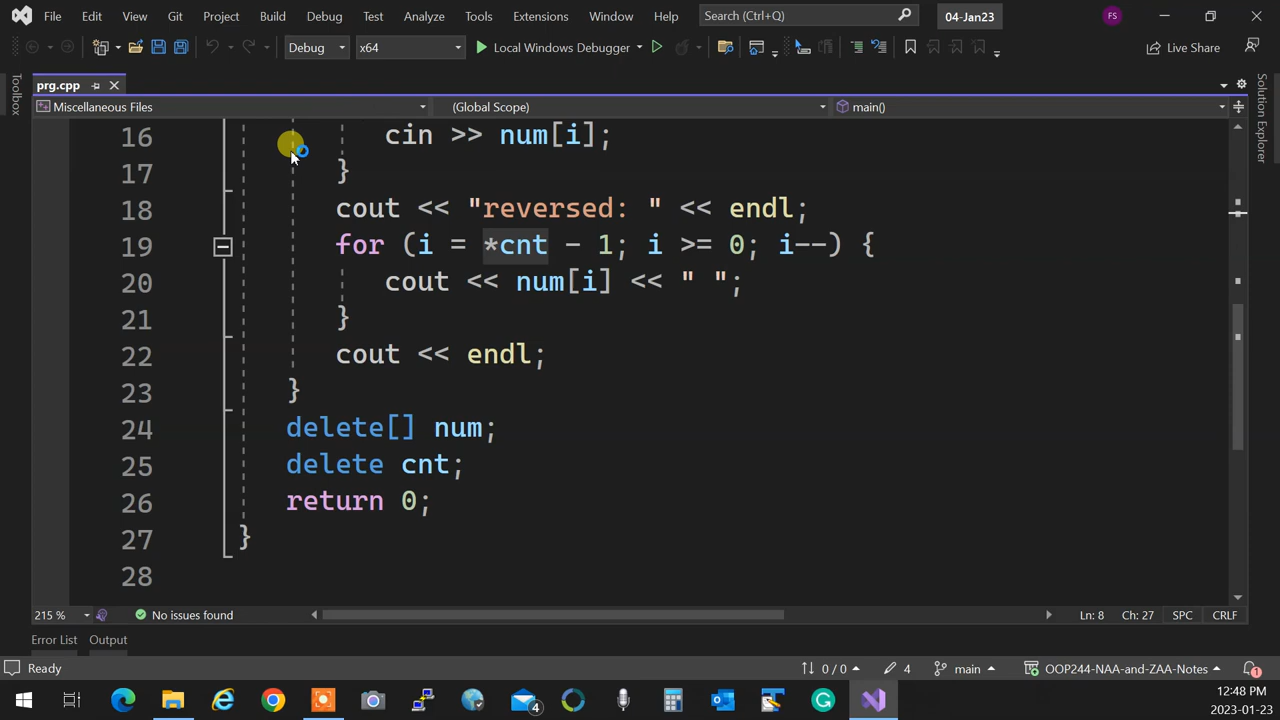 File Edit View Git Project Build Debug Test Analyze Tools Extensions Window Help Search (Ctrl+Q) 04-Jan23 FS
Debug x64 Local Windows Debugger Live Share
Toolbox
prg.cpp
Solution Explorer
Miscellaneous Files (Global Scope) main()
16 cin >> num[i];
17 }
18 cout << "reversed: " << endl;
19 for (i = *cnt - 1; i >= 0; i--) {
20 cout << num[i] << " ";
21 }
22 cout << endl;
23 }
24 delete[] num;
25 delete cnt;
26 return 0;
27 }
28
215 % No issues found Ln: 8 Ch: 27 SPC CRLF
Error List Output
Ready 0 / 0 4 main OOP244-NAA-and-ZAA-Notes 1
4
12:48 PM
2023-01-23